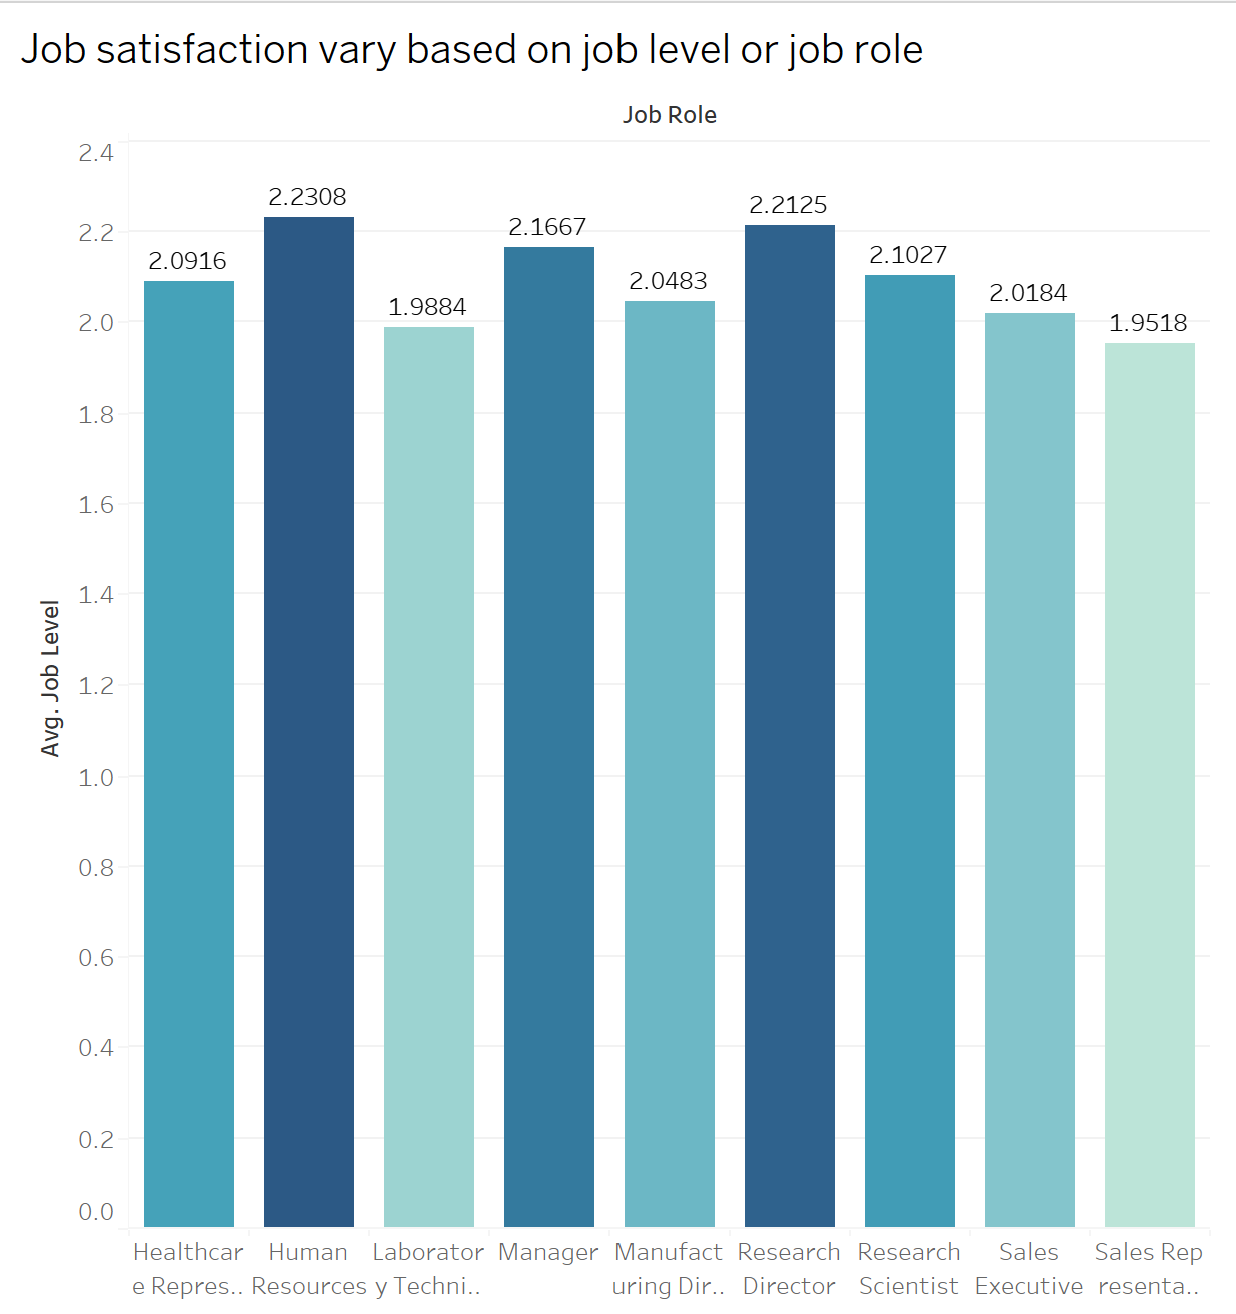 Job satisfaction vary based on job level or job role
Job Role
2.4
2.2
2.0
1.8
1.6
1.4
1.2
1.0
0.8
0.6
0.4
0.2
0.0
Avg. Job Level
2.0916
2.2308
1.9884
2.1667
2.0483
2.2125
2.1027
2.0184
1.9518
Healthcar
e Repres..
Human
Resources
Laborator
y Techni..
Manager
Manufact
uring Dir..
Research
Director
Research
Scientist
Sales
Executive
Sales Rep
resenta..